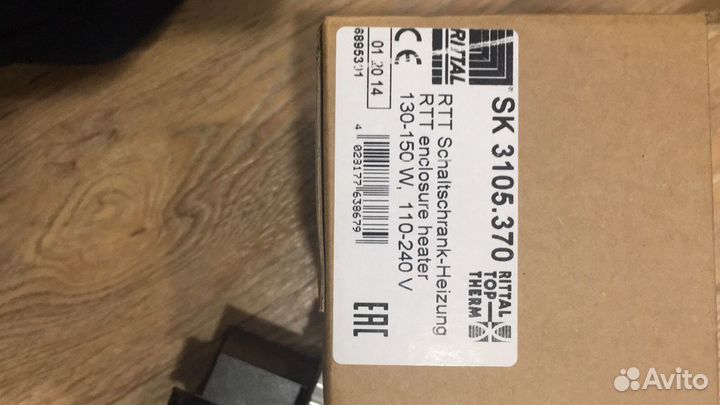 RITTAL
SK 3105.370
RITTAL
TOP
THERM
RTT Schaltschrank-Heizung
RTT enclosure heater
130-150 W, 110-240 V
CE
01 2014
4 023177 638679
EAC
Avito